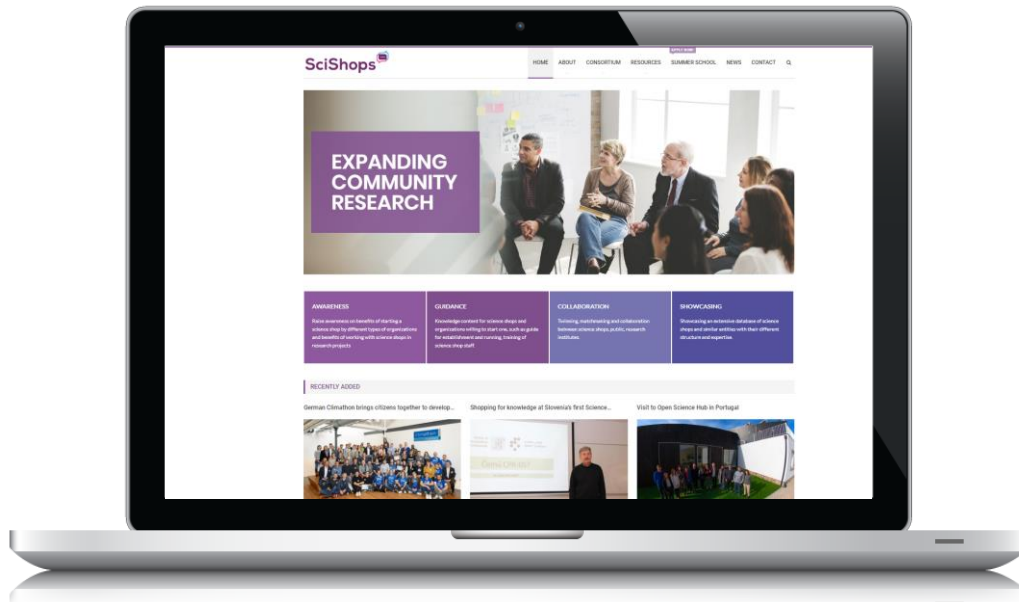 SciShops
APPLY NOW!
HOME ABOUT CONSORTIUM RESOURCES SUMMER SCHOOL NEWS CONTACT
EXPANDING
COMMUNITY
RESEARCH
AWARENESS
Raise awareness on benefits of starting a
science shop by different types of organizations
and benefits of working with science shops in
research projects
GUIDANCE
Knowledge content for science shops and
organizations willing to start one, such as guide
for establishment and running, training of
science shop staff
COLLABORATION
Twinning, matchmaking and collaboration
between science shops, public, research
institutes.
SHOWCASING
Showcasing an extensive database of science
shops and similar entities with their different
structure and expertise.
RECENTLY ADDED
German Climathon brings citizens together to develop...
Shopping for knowledge at Slovenia's first Science...
Visit to Open Science Hub in Portugal